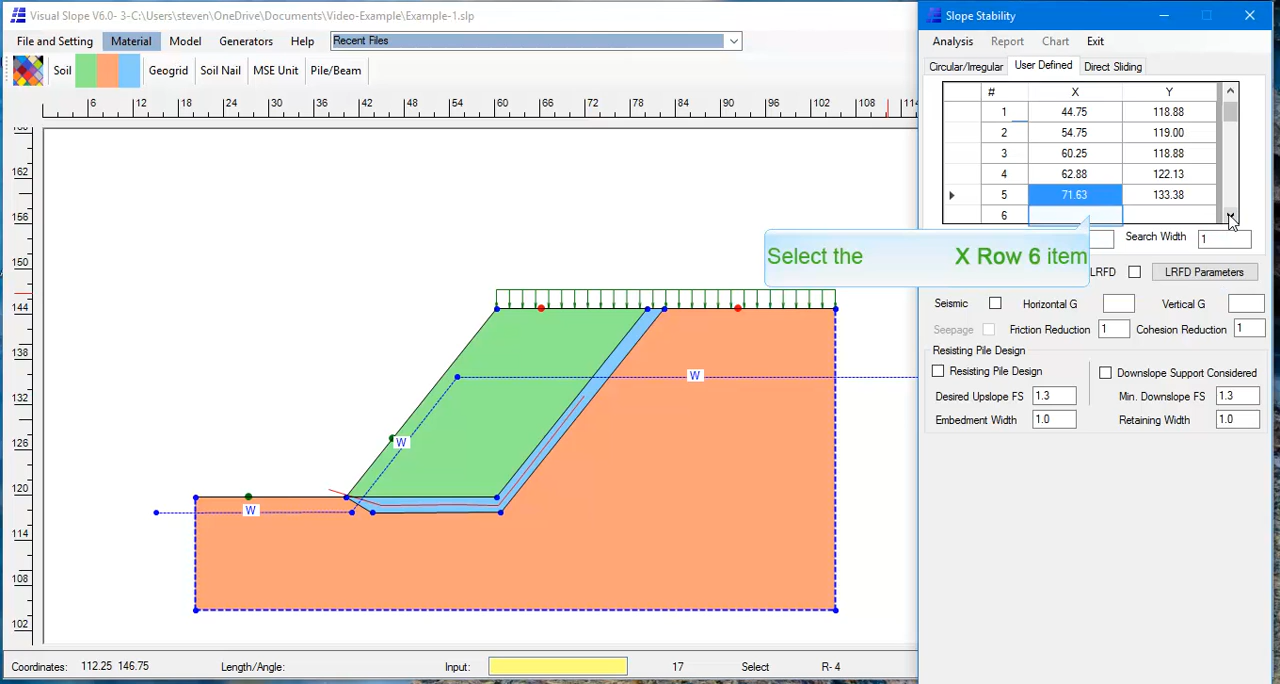 Visual Slope V6.0- 3-C:\Users\steven\OneDrive\Documents\Video-Example\Example-1.slp
File and Setting Material Model Generators Help Recent Files
Soil Geogrid Soil Nail MSE Unit Pile/Beam
6 12 18 24 30 36 42 48 54 60 66 72 78 84 90 96 102 108
162
156
150
144
138
132
126
120
114
108
102
W
W
W
Coordinates: 112.25 146.75 Length/Angle: Input: 17 Select R- 4
Slope Stability
Analysis Report Chart Exit
Circular/Irregular User Defined Direct Sliding
# X Y
1 44.75 118.88
2 54.75 119.00
3 60.25 118.88
4 62.88 122.13
5 71.63 133.38
6
Select the X Row 6 item
Search Width 1
LRFD LRFD Parameters
Seismic Horizontal G Vertical G
Seepage Friction Reduction 1 Cohesion Reduction 1
Resisting Pile Design
Resisting Pile Design Downslope Support Considered
Desired Upslope FS 1.3 Min. Downslope FS 1.3
Embedment Width 1.0 Retaining Width 1.0